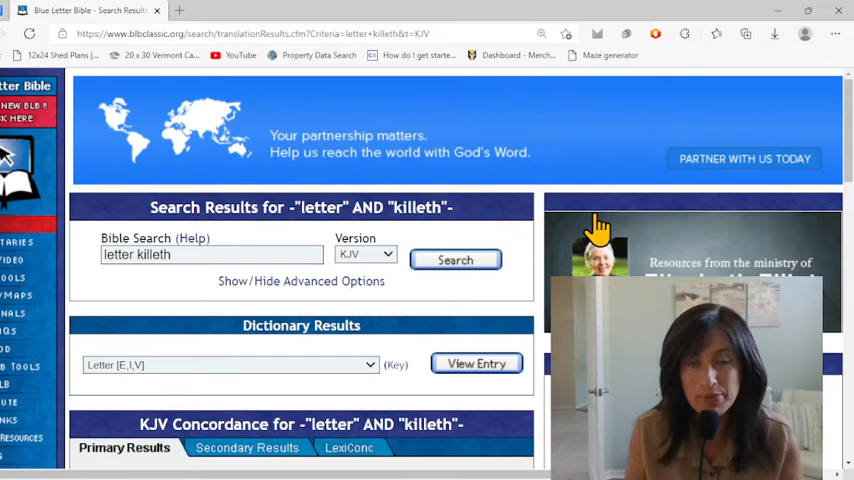 Blue Letter Bible - Search Results
https://www.blbclassic.org/search/translationResults.cfm?Criteria=letter+killeth&t=KJV
12x24 Shed Plans |...
20 x 30 Vermont Ca...
YouTube
Property Data Search
How do I get starte...
Dashboard - Merch...
Maze generator
tter Bible
NEW BLB !!
CK HERE
Your partnership matters.
Help us reach the world with God's Word.
PARTNER WITH US TODAY
Search Results for -"letter" AND "killeth"-
Bible Search (Help)
Version
letter killeth
KJV
Search
Show/Hide Advanced Options
Resources from the ministry of
Dictionary Results
Letter [E,I,V]
(Key)
View Entry
KJV Concordance for -"letter" AND "killeth"-
Primary Results
Secondary Results
LexiConc
TARIES
VIDEO
OOLS
/MAPS
NALS
AQS
OD
B TOOLS
LB
UTE
NKS
RESOURCES